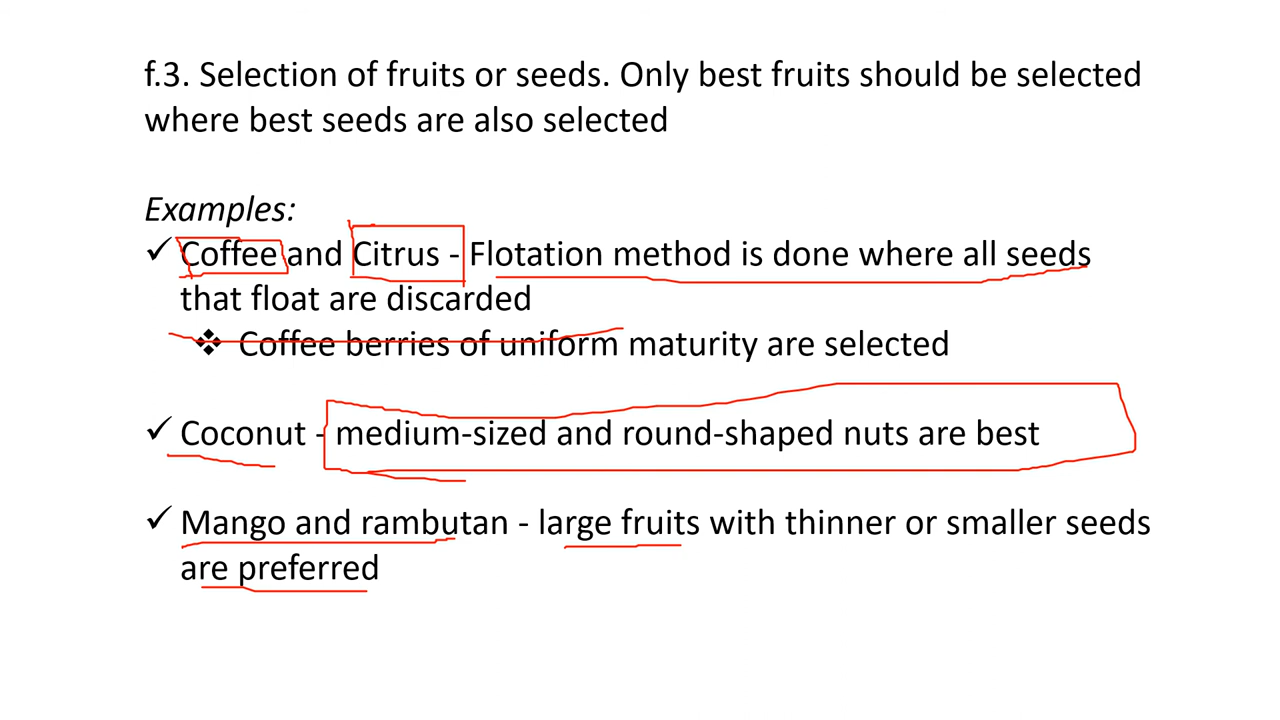 f.3. Selection of fruits or seeds. Only best fruits should be selected
where best seeds are also selected
Examples:
✓ Coffee and Citrus - Flotation method is done where all seeds
that float are discarded
❖ Coffee berries of uniform maturity are selected
✓ Coconut - medium-sized and round-shaped nuts are best
✓ Mango and rambutan - large fruits with thinner or smaller seeds
are preferred